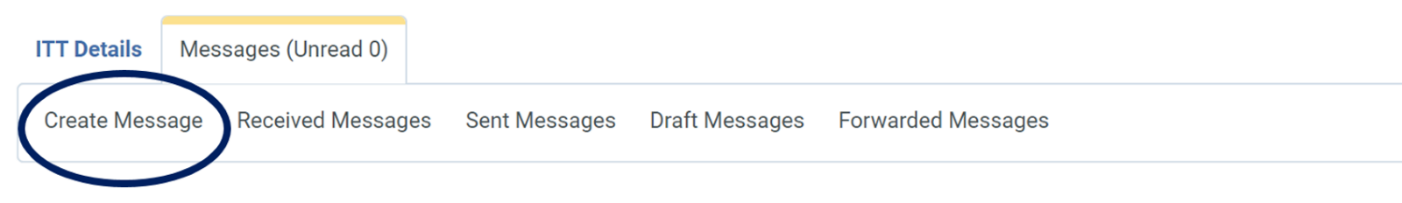 ITT Details Messages (Unread 0)
Create Message Received Messages Sent Messages Draft Messages Forwarded Messages